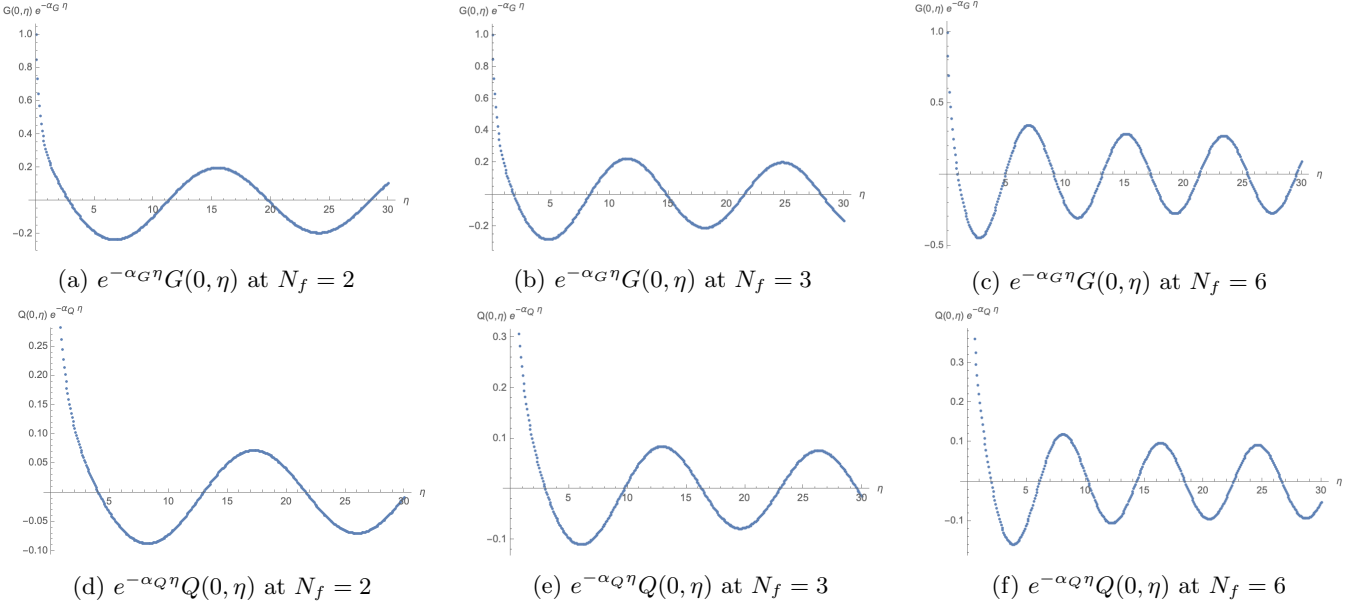 G(0,η) e^{-α_G η}
1.0
0.8
0.6
0.4
0.2
-0.2
5 10 15 20 25 30 η
(a) e^{-α_G η}G(0, η) at N_f = 2
G(0,η) e^{-α_G η}
1.0
0.8
0.6
0.4
0.2
-0.2
5 10 15 20 25 30 η
(b) e^{-α_G η}G(0, η) at N_f = 3
G(0,η) e^{-α_G η}
1.0
0.5
-0.5
5 10 15 20 25 30 η
(c) e^{-α_G η}G(0, η) at N_f = 6
Q(0,η) e^{-α_Q η}
0.25
0.20
0.15
0.10
0.05
-0.05
-0.10
5 10 15 20 25 30 η
(d) e^{-α_Q η}Q(0, η) at N_f = 2
Q(0,η) e^{-α_Q η}
0.3
0.2
0.1
-0.1
5 10 15 20 25 30 η
(e) e^{-α_Q η}Q(0, η) at N_f = 3
Q(0,η) e^{-α_Q η}
0.3
0.2
0.1
-0.1
5 10 15 20 25 30 η
(f) e^{-α_Q η}Q(0, η) at N_f = 6